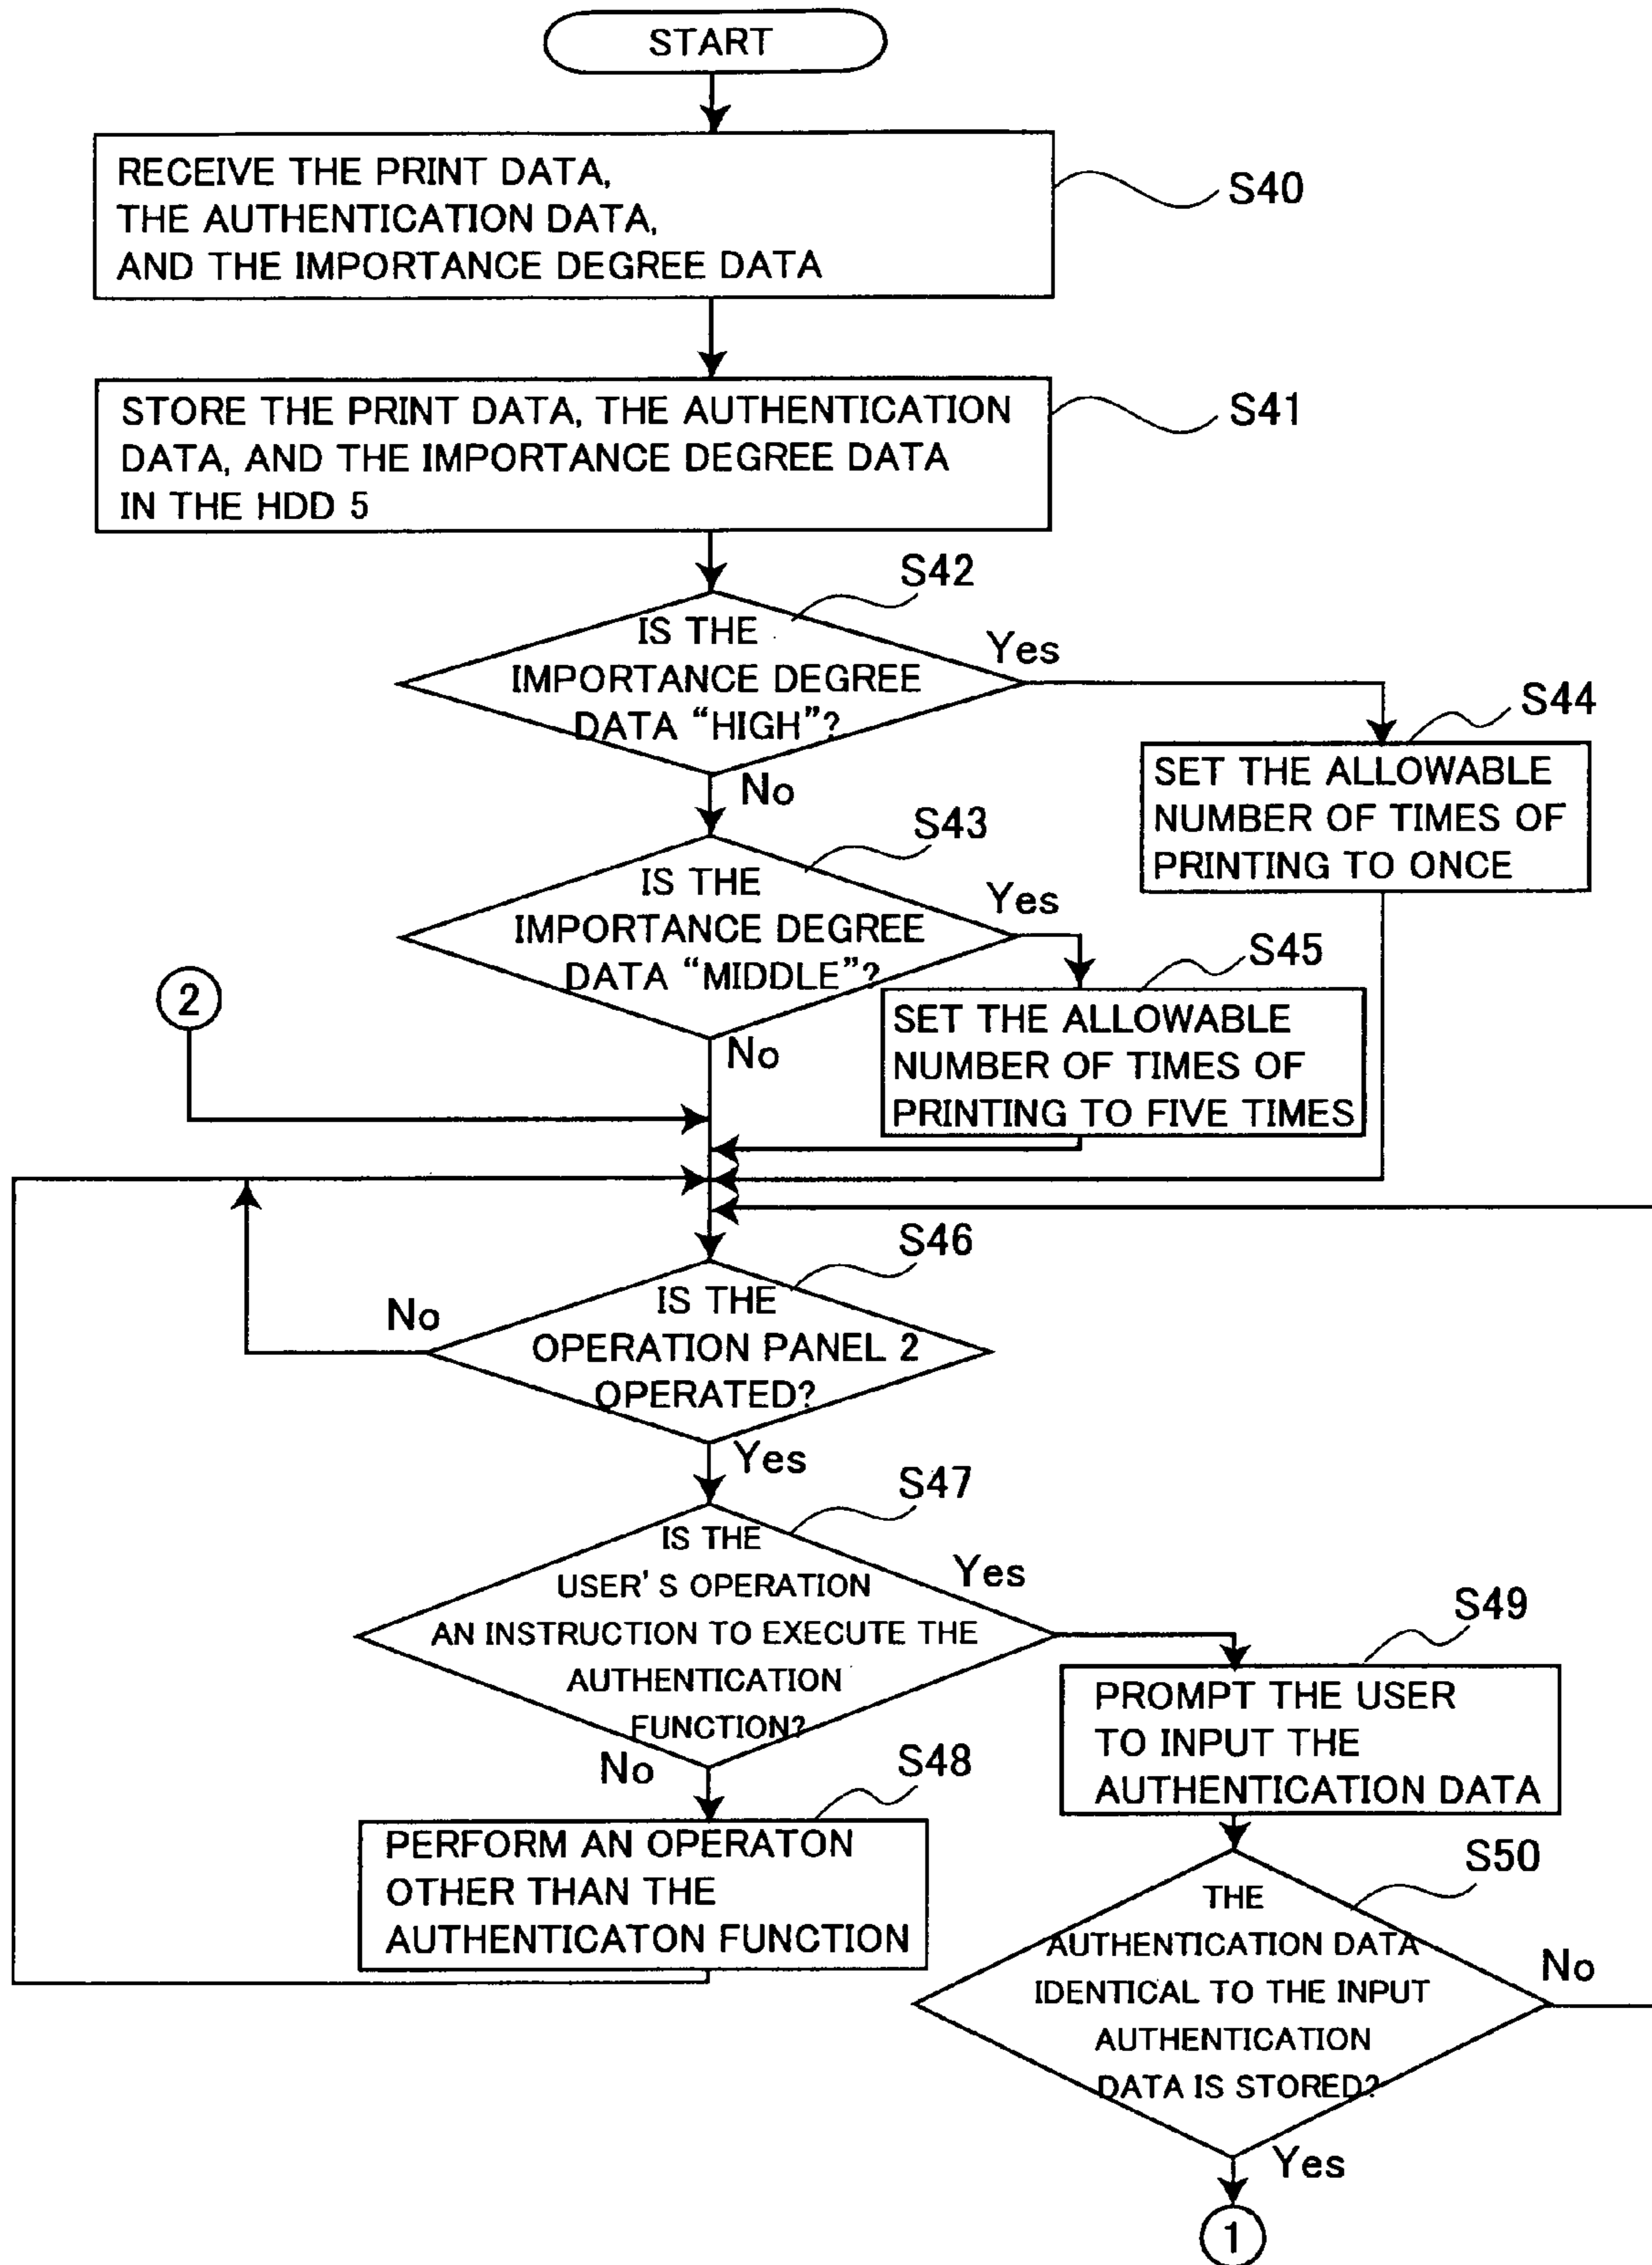 START
RECEIVE THE PRINT DATA,
THE AUTHENTICATION DATA,
AND THE IMPORTANCE DEGREE DATA
S40
STORE THE PRINT DATA, THE AUTHENTICATION
DATA, AND THE IMPORTANCE DEGREE DATA
IN THE HDD 5
S41
S42
IS THE
IMPORTANCE DEGREE
DATA “HIGH”?
Yes
No
S44
SET THE ALLOWABLE
NUMBER OF TIMES OF
PRINTING TO ONCE
S43
IS THE
IMPORTANCE DEGREE
DATA “MIDDLE”?
Yes
No
S45
SET THE ALLOWABLE
NUMBER OF TIMES OF
PRINTING TO FIVE TIMES
2
S46
IS THE
OPERATION PANEL 2
OPERATED?
No
Yes
S47
IS THE
USER'S OPERATION
AN INSTRUCTION TO EXECUTE THE
AUTHENTICATION
FUNCTION?
Yes
No
S48
PERFORM AN OPERATON
OTHER THAN THE
AUTHENTICATON FUNCTION
S49
PROMPT THE USER
TO INPUT THE
AUTHENTICATION DATA
S50
THE
AUTHENTICATION DATA
IDENTICAL TO THE INPUT
AUTHENTICATION
DATA IS STORED?
No
Yes
1